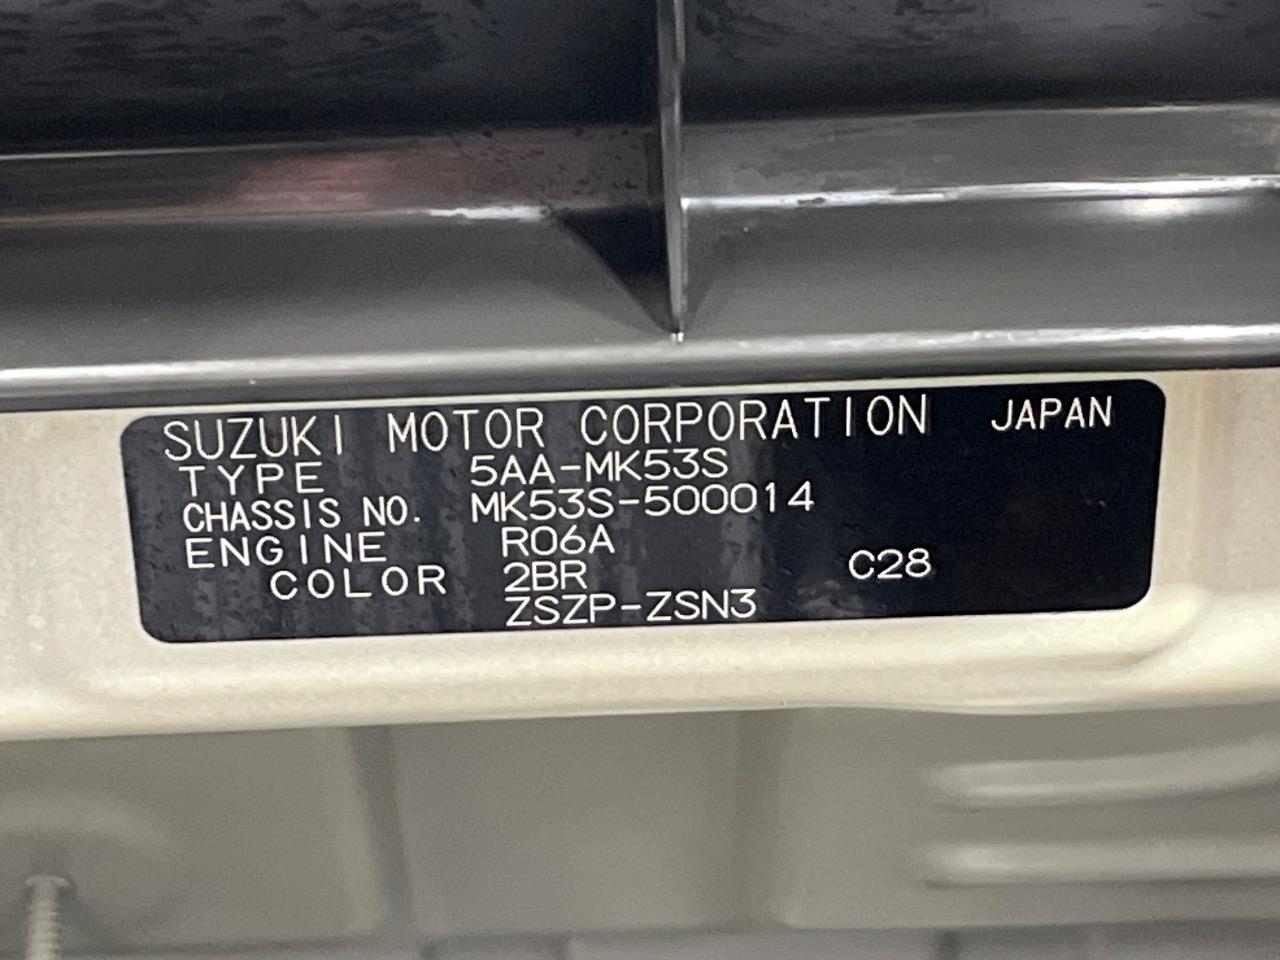 SUZUKI MOTOR CORPORATION JAPAN
TYPE 5AA-MK53S
CHASSIS NO. MK53S-500014
ENGINE R06A
COLOR 2BR C28
ZSZP-ZSN3